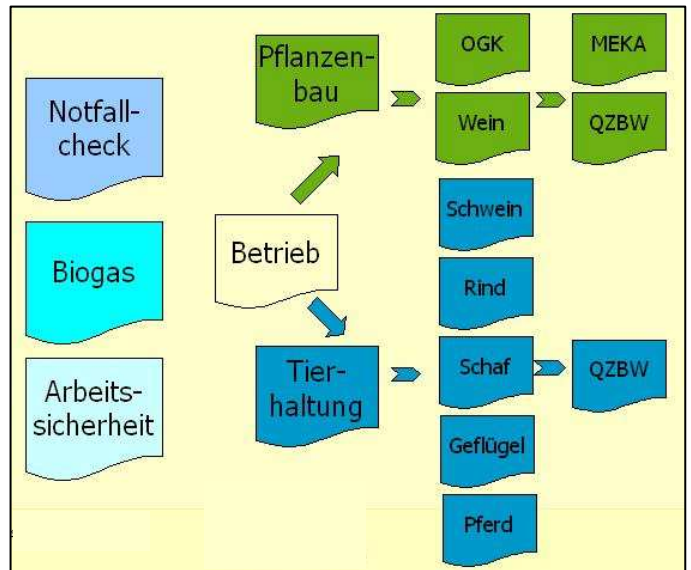 Notfall-
check
Biogas
Arbeits-
sicherheit
Betrieb
Pflanzen-
bau
OGK
MEKA
Wein
QZBW
Tier-
haltung
Schwein
Rind
Schaf
QZBW
Geflügel
Pferd